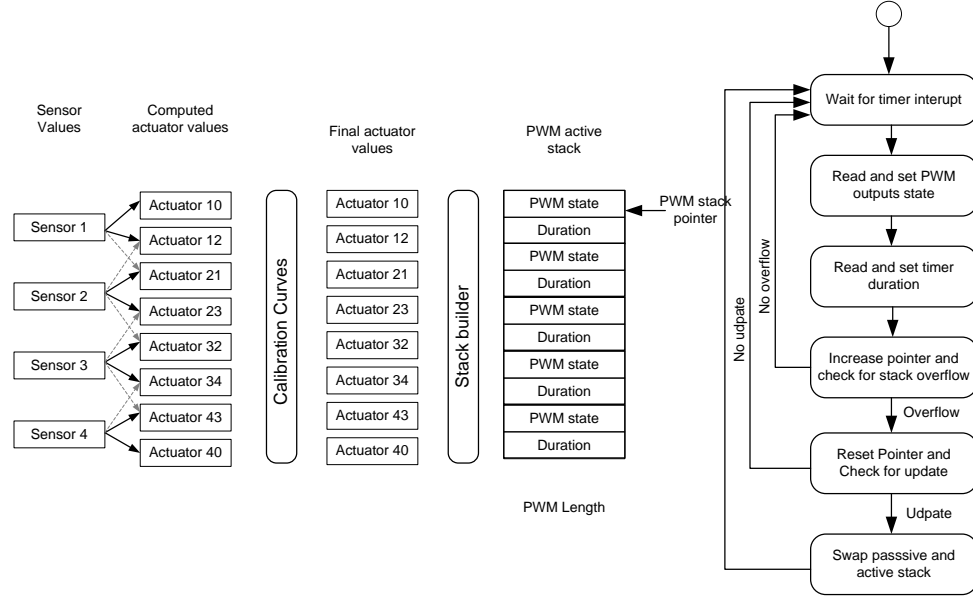 Sensor
Values
Computed
actuator values
Final actuator
values
PWM active
stack
Sensor 1
Sensor 2
Sensor 3
Sensor 4
Actuator 10
Actuator 12
Actuator 21
Actuator 23
Actuator 32
Actuator 34
Actuator 43
Actuator 40
Calibration Curves
Actuator 10
Actuator 12
Actuator 21
Actuator 23
Actuator 32
Actuator 34
Actuator 43
Actuator 40
Stack builder
PWM state
Duration
PWM state
Duration
PWM state
Duration
PWM state
Duration
PWM state
Duration
PWM Length
PWM stack
pointer
Wait for timer interupt
Read and set PWM
outputs state
Read and set timer
duration
Increase pointer and
check for stack overflow
Overflow
Reset Pointer and
Check for update
Udpate
Swap passsive and
active stack
No overflow
No udpate